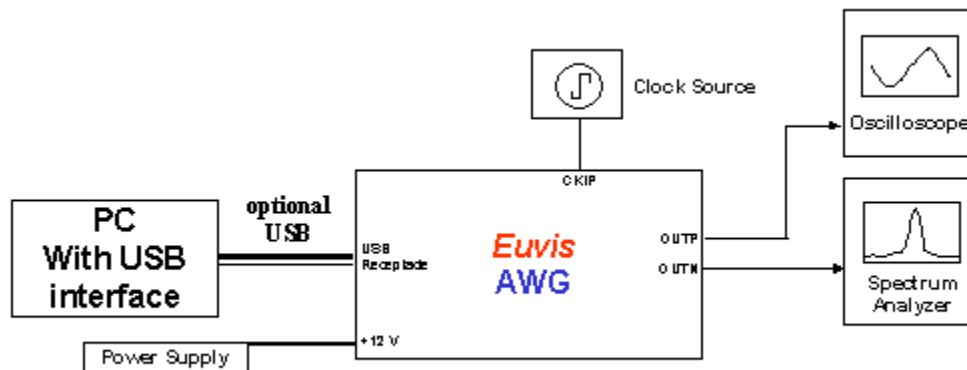 Clock Source
Oscilloscope
CKIP
PC
With USB
interface
optional
USB
USB
Receptade
Euvis
AWG
OUTP
OUTN
Spectrum
Analyzer
+12 V
Power Supply